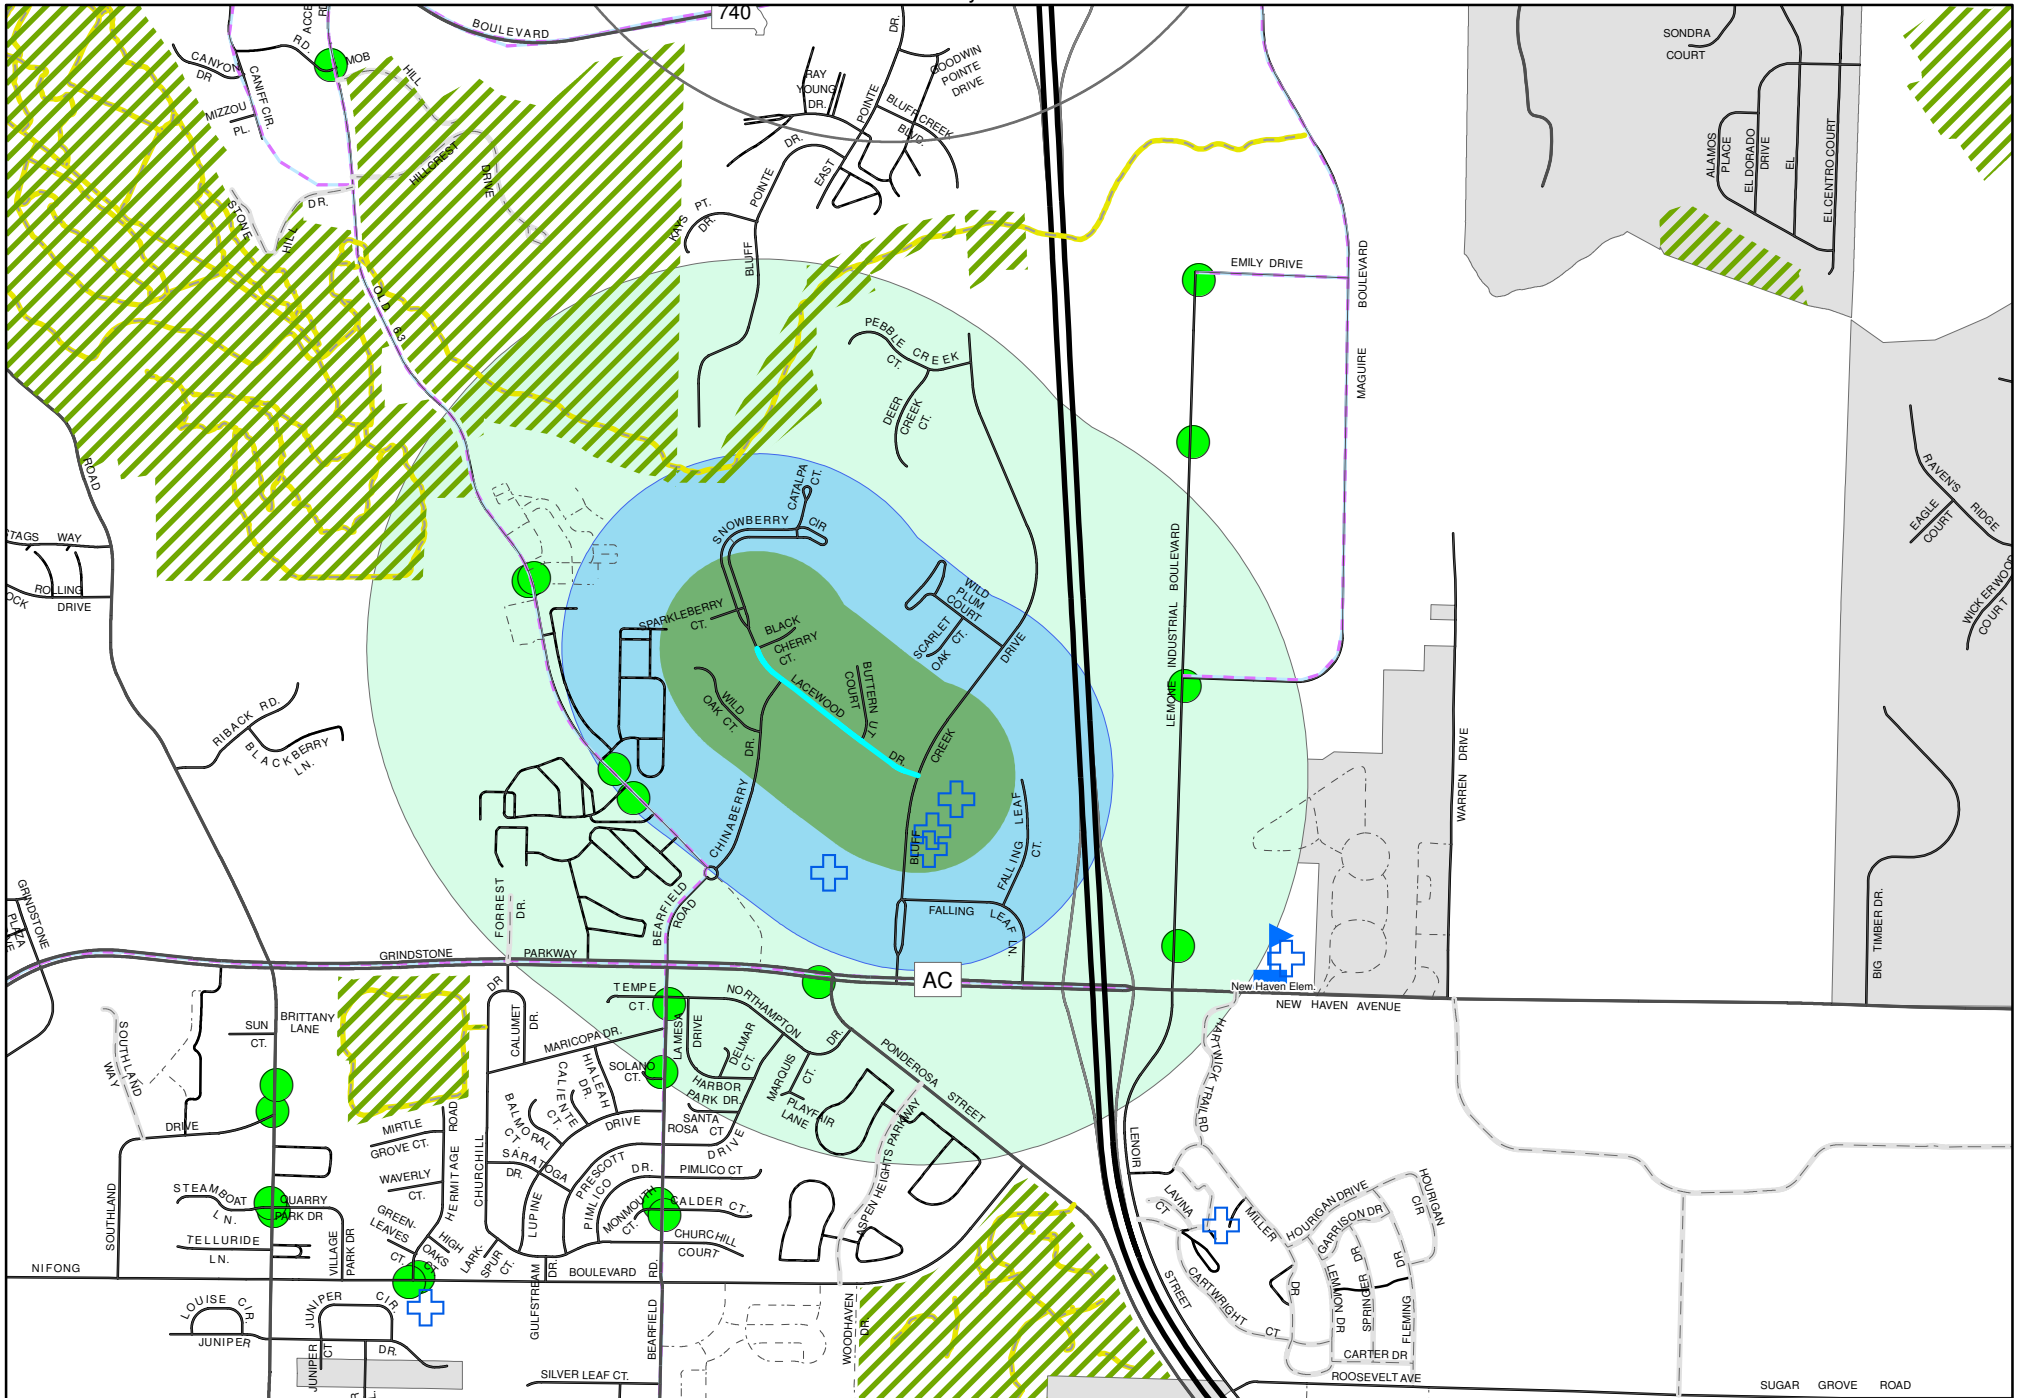 740
BOULEVARD
ACCE
RD
RD.
MOB
HILL
CANYON
DR
CANIFF CIR.
MIZZOU
PL.
HILLCREST
DRIVE
STONE
HILL
DR.
OLD 63
RAY
YOUNG
DR.
DR.
GOODWIN
POINTE
DRIVE
POINTE
BLUFF CREEK
BLVD.
DR.
EAST
POINTE
BLUFF
KAYS PT.
DR.
SONDRA
COURT
ALAMOS
PLACE
EL DORADO
DRIVE
EL
EL CENTRO COURT
EMILY DRIVE
BOULEVARD
MAGUIRE
PEBBLE CREEK
CT.
DEER
CREEK
CT.
ROAD
STAGS WAY
ROLLING
DRIVE
OCK
CATALPA
CT.
SNOWBERRY
CIR
SPARKLEBERRY
CT.
BLACK
CHERRY
CT.
WILD
PLUM
COURT
SCARLET
OAK CT.
DRIVE
WILD
OAK CT.
BUTTERNUT
COURT
LACEWOOD
DR.
DR.
CREEK
BLUFF
CHINABERRY
LEMONE INDUSTRIAL BOULEVARD
RAVEN'S
RIDGE
EAGLE
COURT
WICKERWOOD
COURT
RIBACK RD.
BLACKBERRY
LN.
WARREN DRIVE
FALLING LEAF
CT.
FALLING LEAF LN.
BEARFIELD
ROAD
FORREST
DR.
GRINDSTONE
PLAZA
GRINDSTONE
PARKWAY
AC
New Haven Elem.
NEW HAVEN AVENUE
BIG TIMBER DR.
SUN
CT.
BRITTANY
LANE
SOUTHLAND
WAY
DR
CALUMET
DR.
TEMPE
CT.
NORTHAMPTON
DR.
MARICOPA DR.
LA MESA
DRIVE
DELMAR
CT.
SOLANO
CT.
HARBOR
PARK DR.
MARQUIS
CT.
PLAYFAIR
LANE
PONDEROSA
STREET
HIALEAH
DR.
CALIENTE
CT.
BALMORAL
CT.
DRIVE
SANTA
ROSA CT
DRIVE
HARTWICK TRAIL RD
DRIVE
MIRTLE
GROVE CT.
HERMITAGE ROAD
CHURCHILL
SARATOGA
DR.
PRESCOTT
DR.
PIMLICO CT
PIMLICO
WAVERLY
CT.
STEAMBOAT
LN.
QUARRY
PARK DR
SOUTHLAND
TELLURIDE
LN.
VILLAGE
PARK DR
GREEN-
LEAVES
CT.
HIGH
OAKS
CT
LARK-
SPUR
CT.
LUPINE
DR.
MONMOUTH
CT.
CALDER CT.
CHURCHILL
COURT
ASPEN HEIGHTS PARKWAY
LENOIR
STREET
LAVINA
CT
MILLER
DR
HOURIGAN DRIVE
HOURIGAN
CIR
GARRISON DR
DR
LEMMON DR
SPRINGER
DR
FLEMING
NIFONG
BOULEVARD
GULFSTREAM
RD.
BEARFIELD
WOODHAVEN
DR.
LOUISE CIR.
JUNIPER
JUNIPER
CIR.
DR.
JUNIPER
CT
SILVER LEAF CT.
CARTWRIGHT
CT
CARTER DR
ROOSEVELT AVE
SUGAR GROVE ROAD